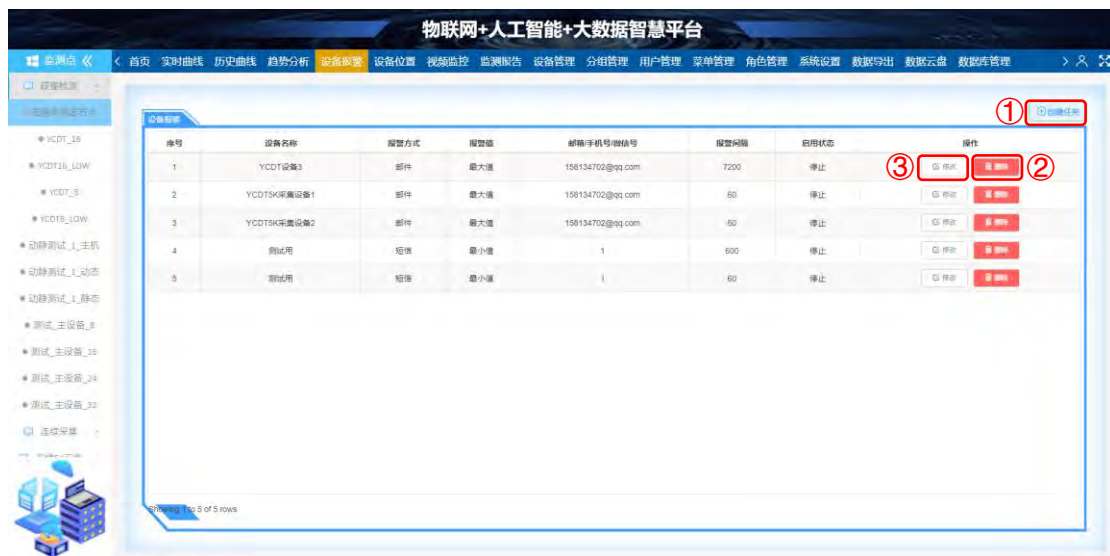 物联网+人工智能+大数据智慧平台
监测点 《 < 首页 实时曲线 历史曲线 趋势分析 设备报警 设备位置 视频监控 监测报告 设备管理 分组管理 用户管理 菜单管理 角色管理 系统设置 数据导出 数据云盘 数据库管理 >
① 创建任务
设备报警
序号 设备名称 报警方式 报警值 邮箱/手机号/微信号 报警间隔 启用状态 操作
1 YCDT设备3 邮件 最大值 158134702@qq.com 7200 停止 ③ 修改 删除 ②
2 YCDT5K采集设备1 邮件 最大值 158134702@qq.com 60 停止 修改 删除
3 YCDT5K采集设备2 邮件 最大值 158134702@qq.com 60 停止 修改 删除
4 测试用 短信 最小值 1 600 停止 修改 删除
5 测试用 短信 最小值 1 60 停止 修改 删除
YCDT_16
YCDT16_LOW
YCDT_8
YCDT8_LOW
动静测试_1_主机
动静测试_1_动态
动静测试_1_静态
测试_主设备_8
测试_主设备_16
测试_主设备_24
测试_主设备_32
连续采集
Showing 1 to 5 of 5 rows